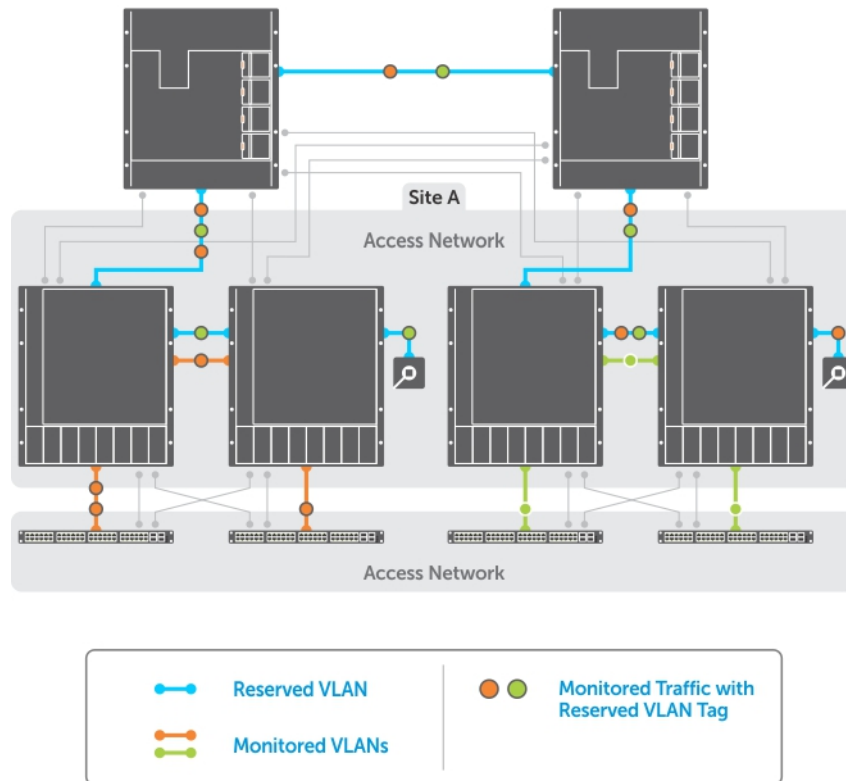 Site A
Access Network
Access Network
Reserved VLAN
Monitored VLANs
Monitored Traffic with
Reserved VLAN Tag